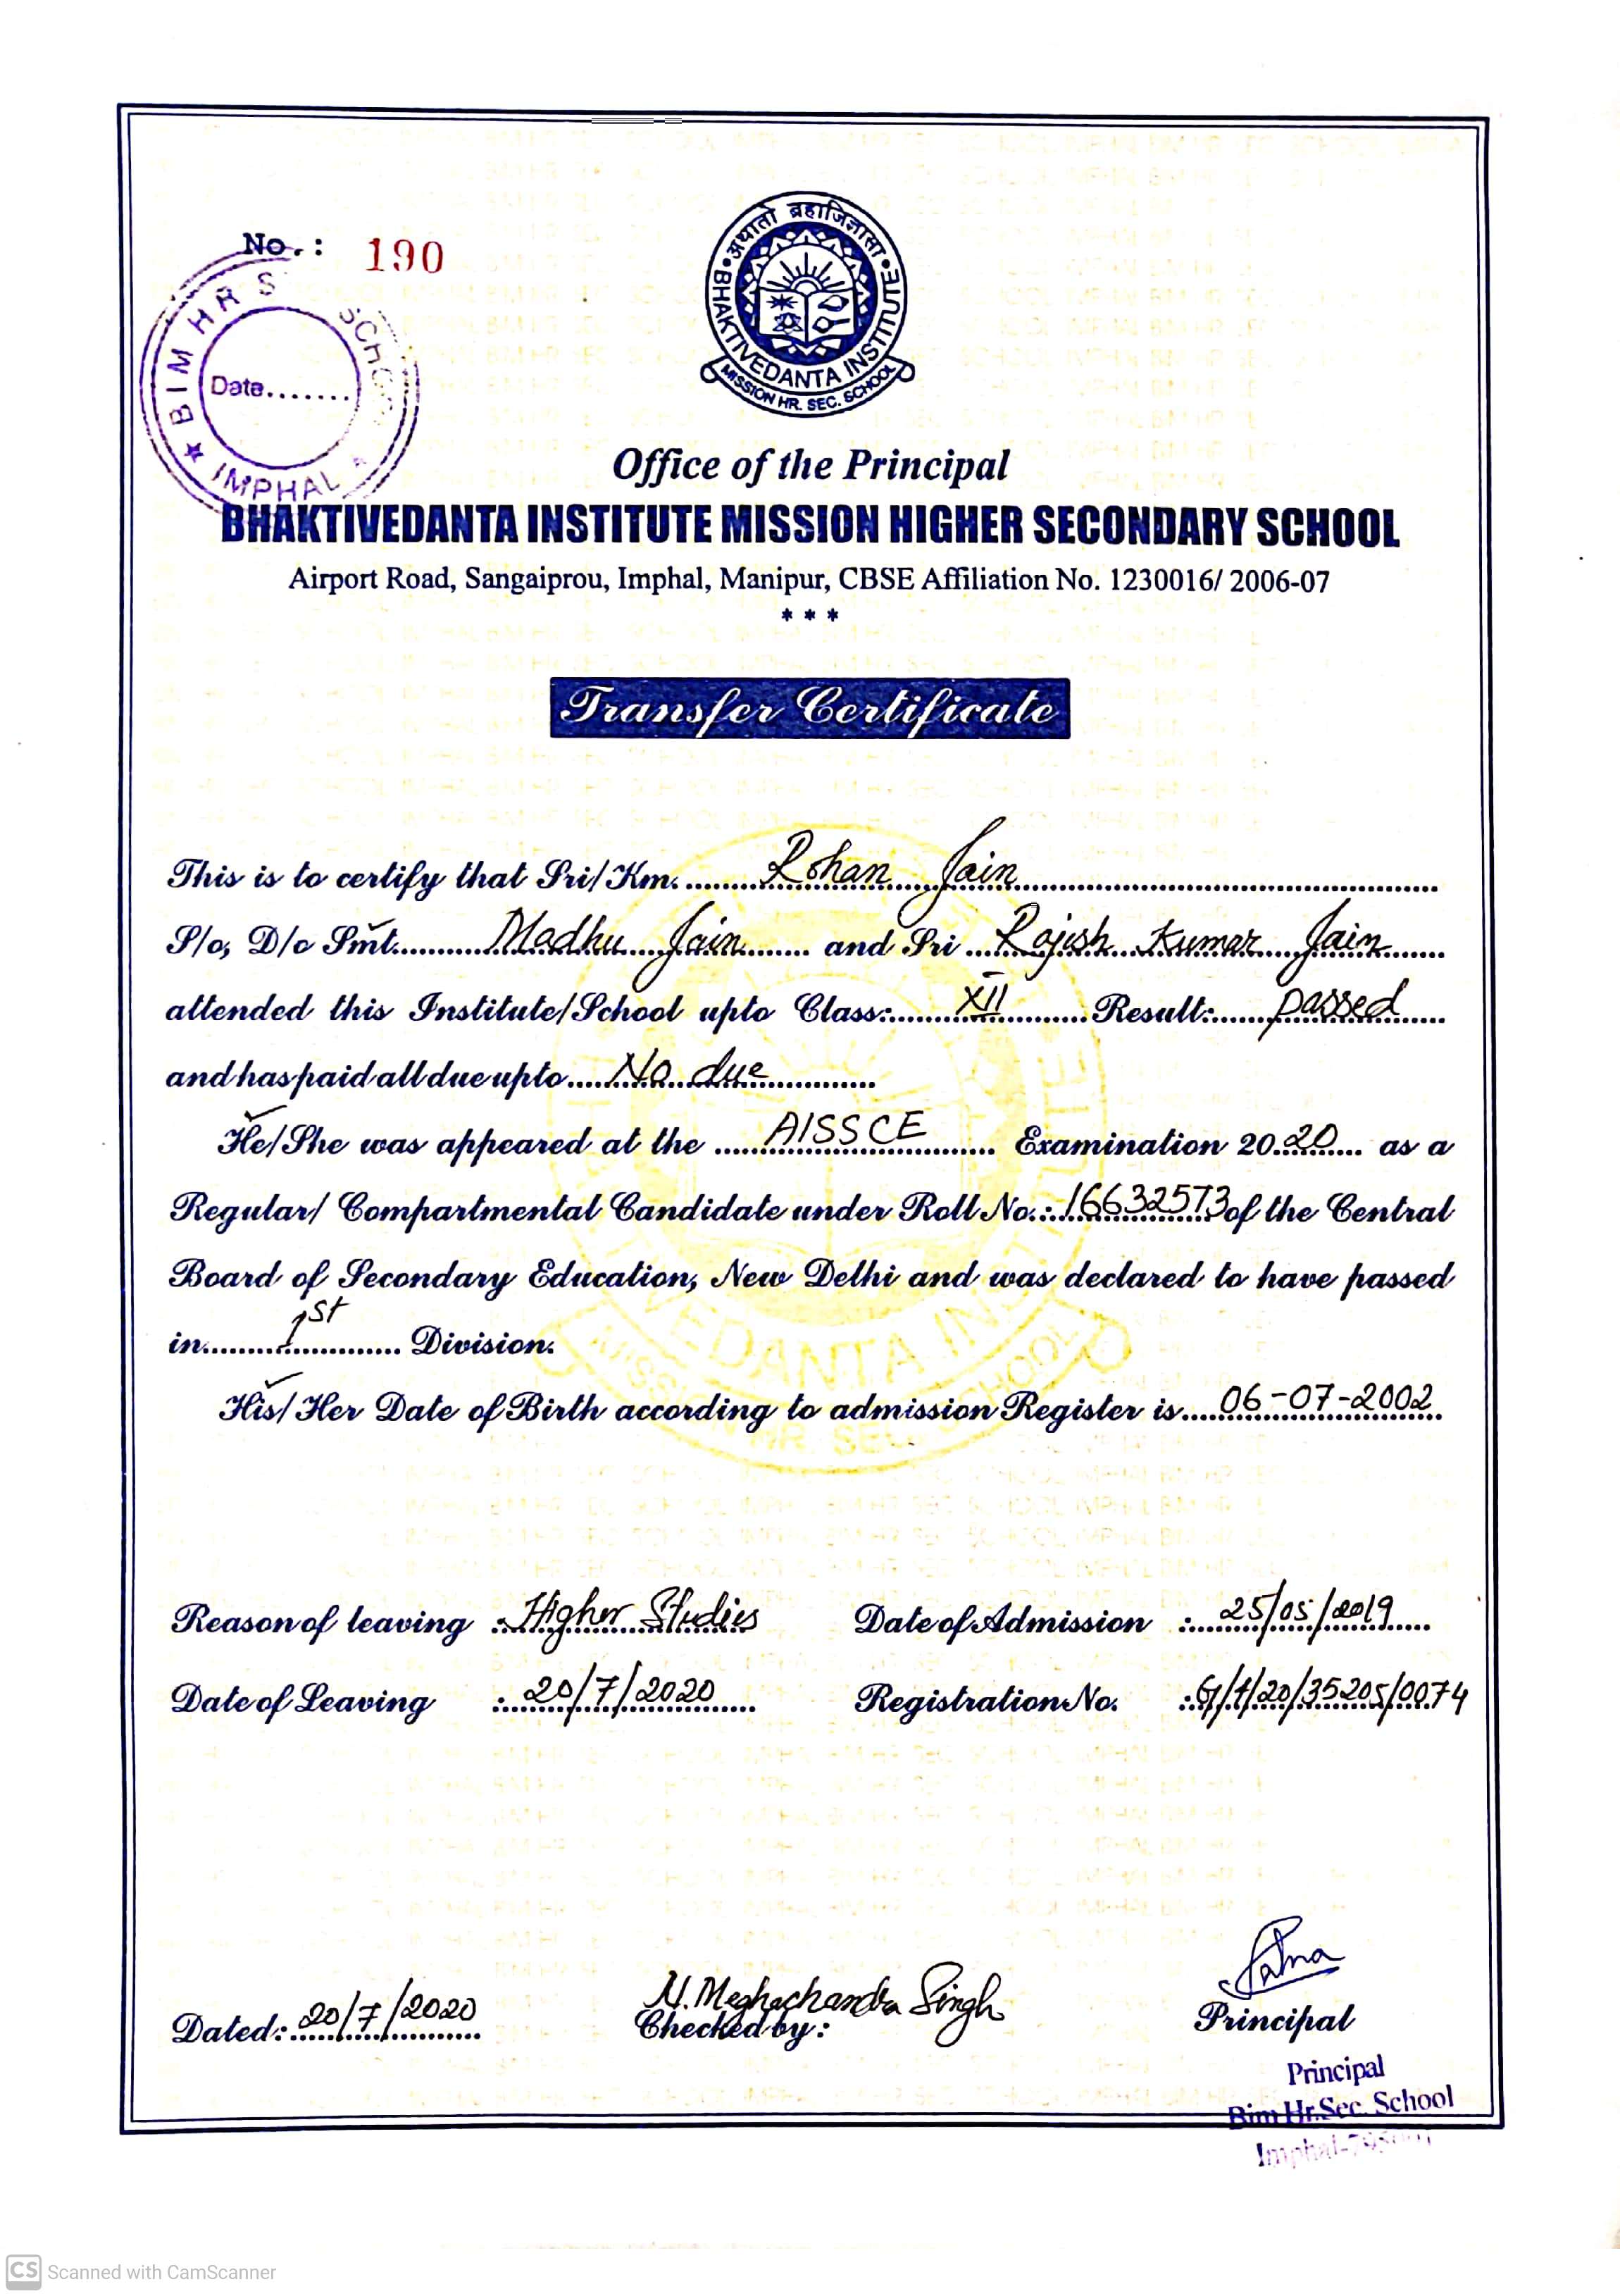 No.: 190
BIM HR S SCHOOL
Date.......
★ IMPHAL
अथातो ब्रह्मजिज्ञासा
BHAKTIVEDANTA INSTITUTE
MISSION HR. SEC. SCHOOL
Office of the Principal
BHAKTIVEDANTA INSTITUTE MISSION HIGHER SECONDARY SCHOOL
Airport Road, Sangaiprou, Imphal, Manipur, CBSE Affiliation No. 1230016/ 2006-07
* * *
Transfer Certificate
This is to certify that Sri/Km. Rohan Jain
S/o, D/o Smt. Madhu Jain and Sri Rajesh Kumar Jain
attended this Institute/School upto Class: XII Result: passed
and has paid all due upto No due
He/She was appeared at the AISSCE Examination 2020 as a
Regular/ Compartmental Candidate under Roll No.: 16632573 of the Central
Board of Secondary Education, New Delhi and was declared to have passed
in 1st Division.
His/Her Date of Birth according to admission Register is 06-07-2002
Reason of leaving : Higher Studies Date of Admission : 25/05/2019
Date of Leaving : 20/7/2020 Registration No. : /1/20/35205/0074
Dated: 20/7/2020 N. Meghachandra Singh
Checked by: Principal
Principal
Bim Hr.Sec. School
CS Scanned with CamScanner